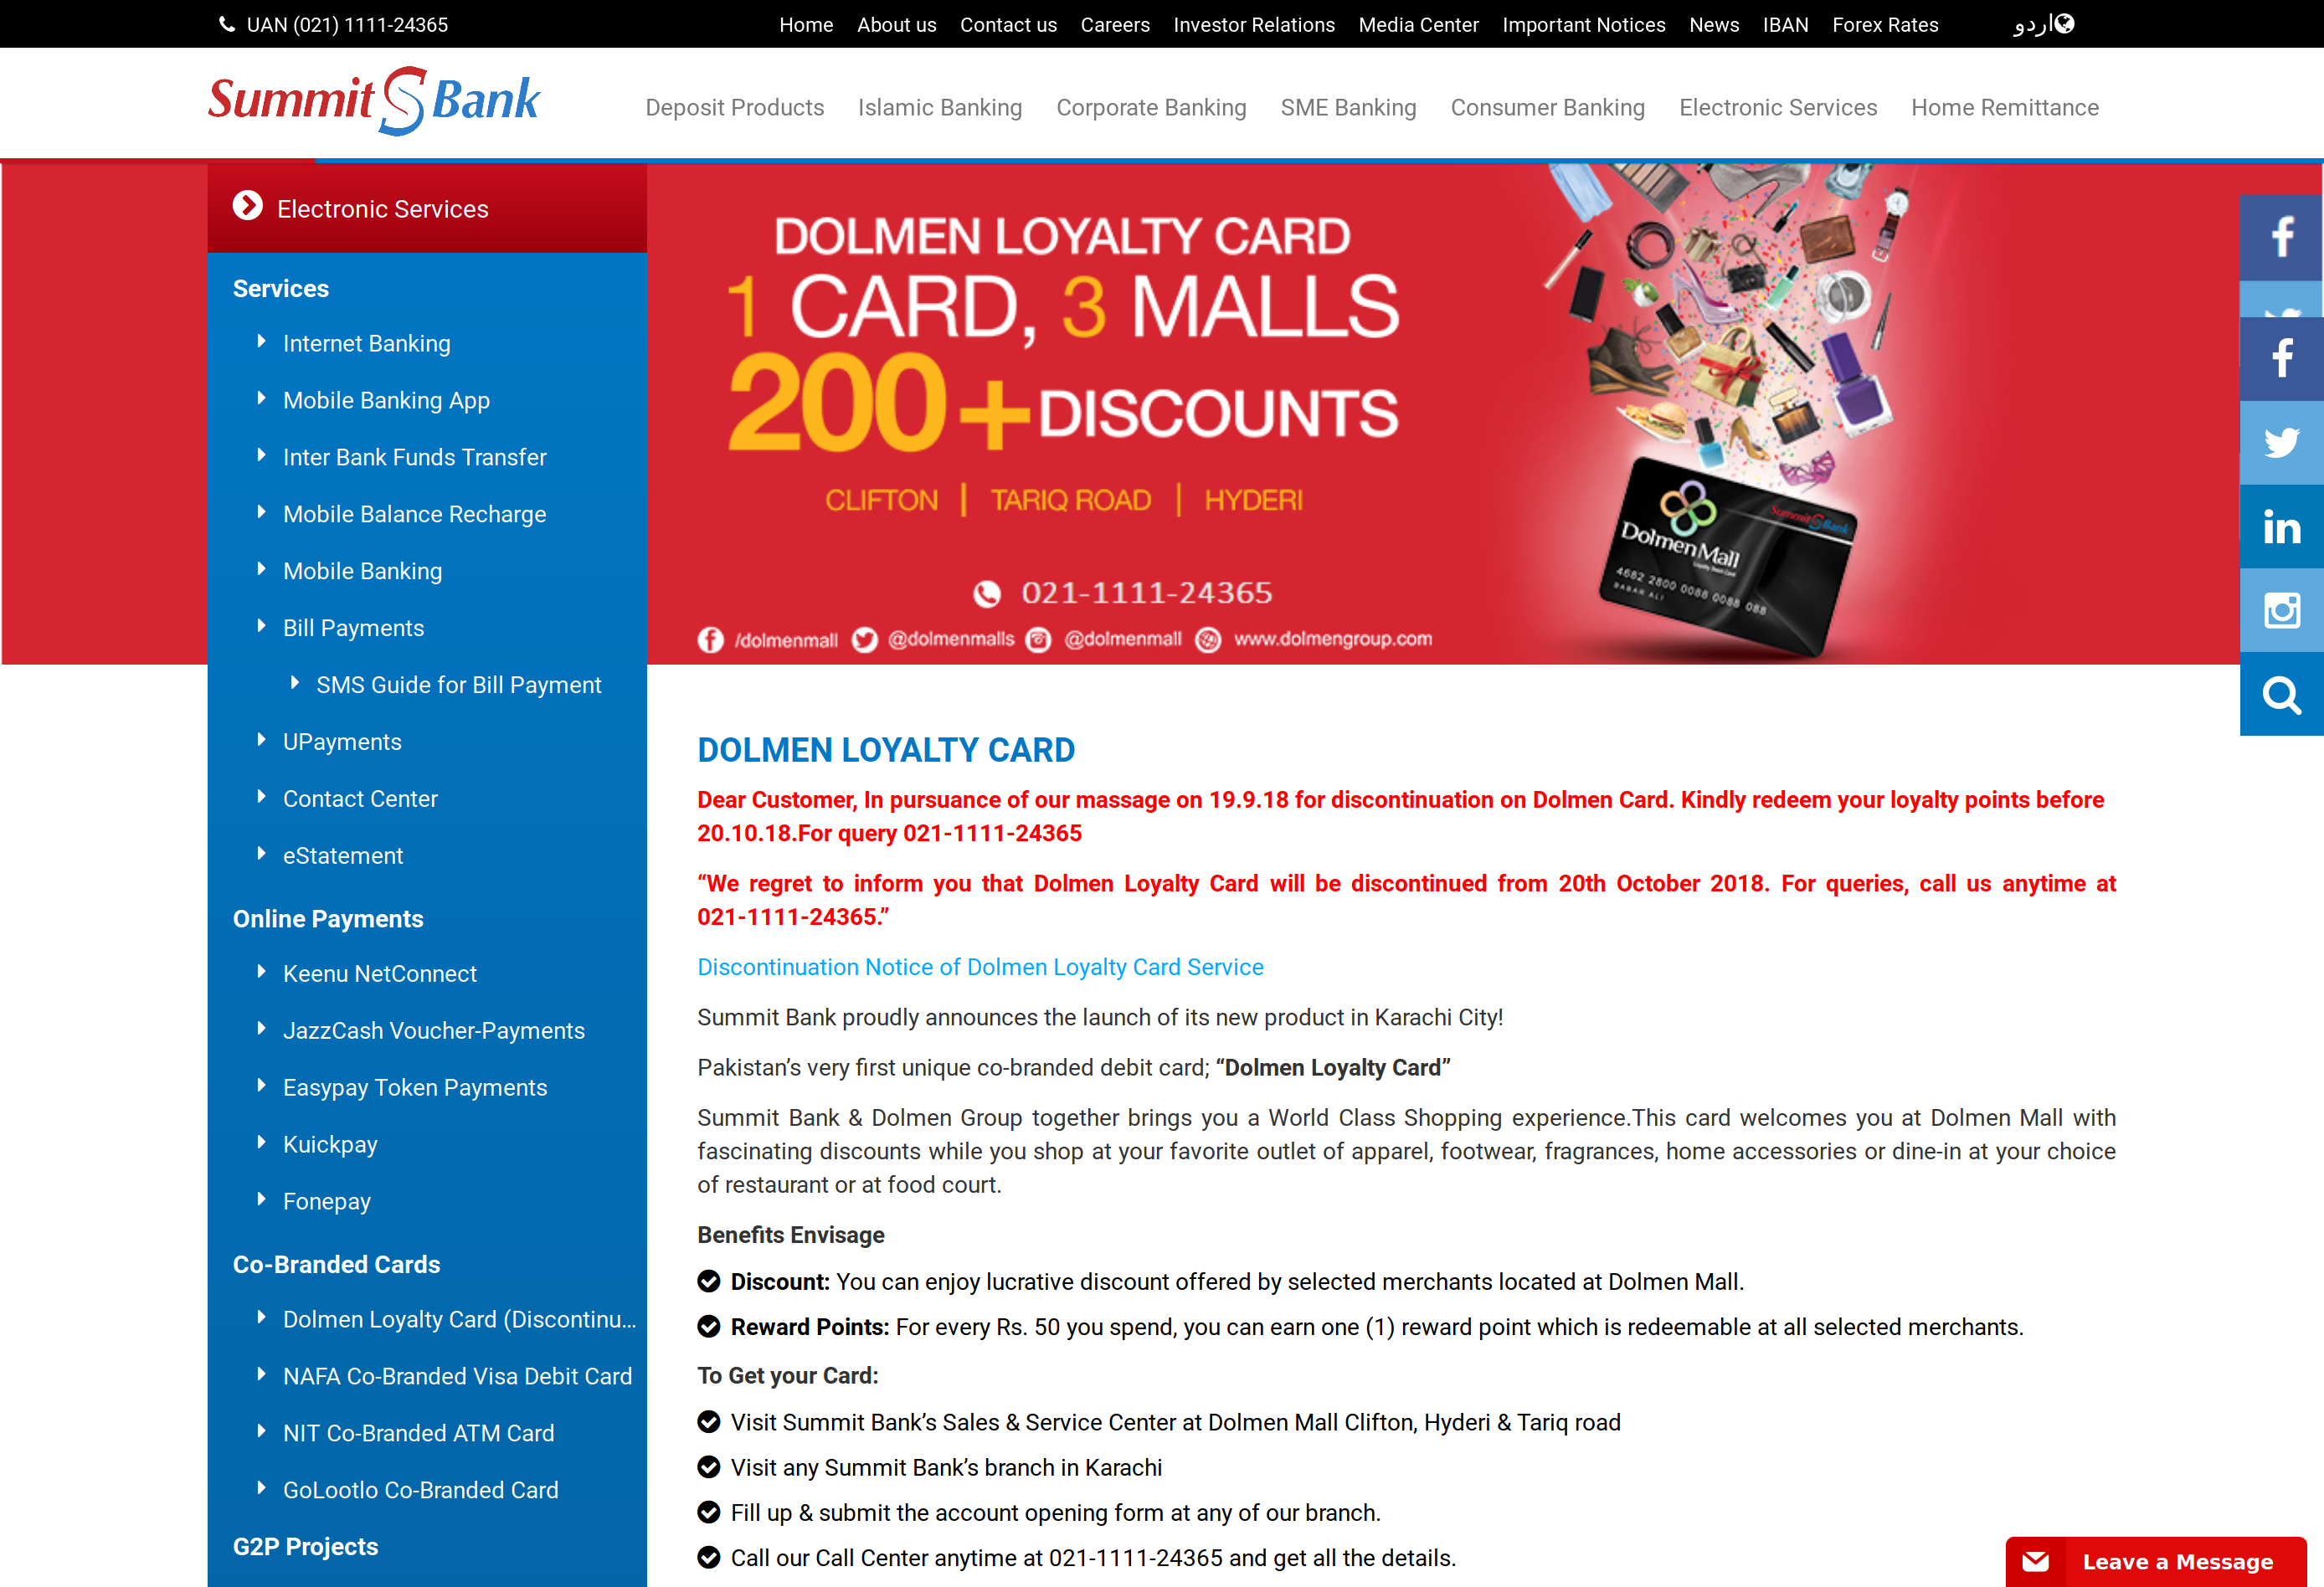 UAN (021) 1111-24365
Home About us Contact us Careers Investor Relations Media Center Important Notices News IBAN Forex Rates اردو
Summit S Bank
Deposit Products Islamic Banking Corporate Banking SME Banking Consumer Banking Electronic Services Home Remittance
Electronic Services
Services
Internet Banking
Mobile Banking App
Inter Bank Funds Transfer
Mobile Balance Recharge
Mobile Banking
Bill Payments
SMS Guide for Bill Payment
UPayments
Contact Center
eStatement
Online Payments
Keenu NetConnect
JazzCash Voucher-Payments
Easypay Token Payments
Kuickpay
Fonepay
Co-Branded Cards
Dolmen Loyalty Card (Discontinu...
NAFA Co-Branded Visa Debit Card
NIT Co-Branded ATM Card
GoLootlo Co-Branded Card
G2P Projects
DOLMEN LOYALTY CARD
1 CARD, 3 MALLS
200+ DISCOUNTS
CLIFTON | TARIQ ROAD | HYDERI
021-1111-24365
/dolmenmall @dolmenmalls @dolmenmall www.dolmengroup.com
Summit S Bank
Dolmen Mall
Loyalty Debit Card
4682 2800 0088 0088 088
BABAR ALI
DOLMEN LOYALTY CARD
Dear Customer, In pursuance of our massage on 19.9.18 for discontinuation on Dolmen Card. Kindly redeem your loyalty points before
20.10.18.For query 021-1111-24365
“We regret to inform you that Dolmen Loyalty Card will be discontinued from 20th October 2018. For queries, call us anytime at
021-1111-24365.”
Discontinuation Notice of Dolmen Loyalty Card Service
Summit Bank proudly announces the launch of its new product in Karachi City!
Pakistan’s very first unique co-branded debit card; “Dolmen Loyalty Card”
Summit Bank & Dolmen Group together brings you a World Class Shopping experience.This card welcomes you at Dolmen Mall with
fascinating discounts while you shop at your favorite outlet of apparel, footwear, fragrances, home accessories or dine-in at your choice
of restaurant or at food court.
Benefits Envisage
Discount: You can enjoy lucrative discount offered by selected merchants located at Dolmen Mall.
Reward Points: For every Rs. 50 you spend, you can earn one (1) reward point which is redeemable at all selected merchants.
To Get your Card:
Visit Summit Bank’s Sales & Service Center at Dolmen Mall Clifton, Hyderi & Tariq road
Visit any Summit Bank’s branch in Karachi
Fill up & submit the account opening form at any of our branch.
Call our Call Center anytime at 021-1111-24365 and get all the details.
Leave a Message